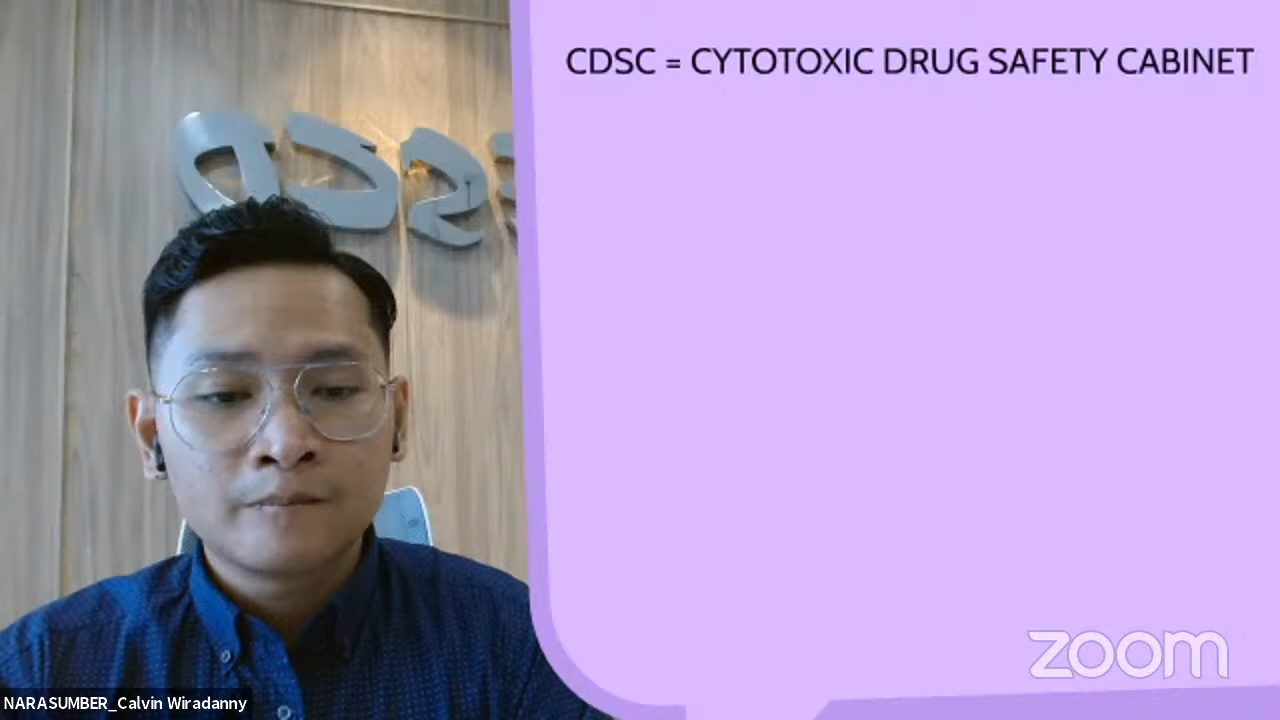 CDSC = CYTOTOXIC DRUG SAFETY CABINET
zoom
NARASUMBER_Calvin Wiradanny